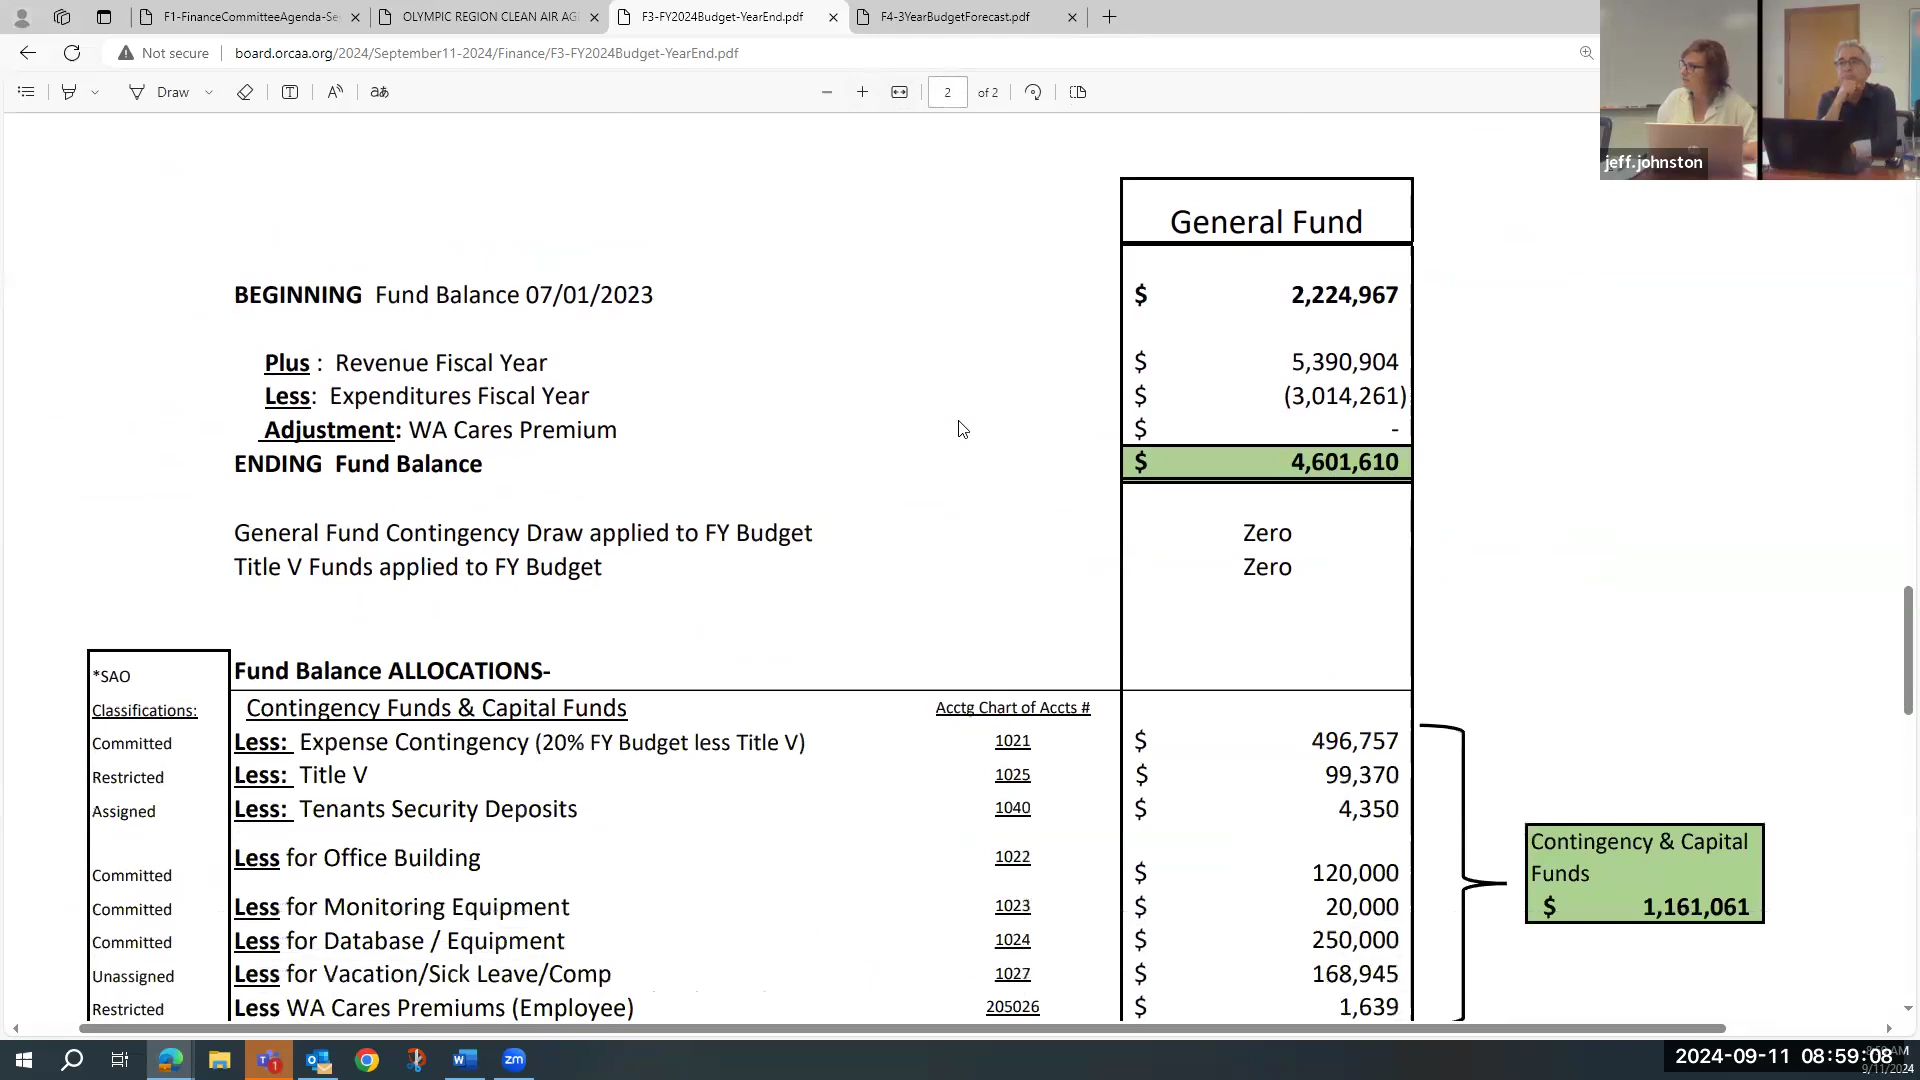 F1-FinanceCommitteeAgenda-Se
OLYMPIC REGION CLEAN AIR AG
F3-FY2024Budget-YearEnd.pdf
F4-3YearBudgetForecast.pdf
Not secure
board.orcaa.org/2024/September11-2024/Finance/F3-FY2024Budget-YearEnd.pdf
Draw
2 of 2
jeff.johnston
General Fund
BEGINNING Fund Balance 07/01/2023 $ 2,224,967
Plus : Revenue Fiscal Year $ 5,390,904
Less: Expenditures Fiscal Year $ (3,014,261)
Adjustment: WA Cares Premium $ -
ENDING Fund Balance $ 4,601,610
General Fund Contingency Draw applied to FY Budget Zero
Title V Funds applied to FY Budget Zero
*SAO Fund Balance ALLOCATIONS-
Classifications: Contingency Funds & Capital Funds Acctg Chart of Accts #
Committed Less: Expense Contingency (20% FY Budget less Title V) 1021 $ 496,757
Restricted Less: Title V 1025 $ 99,370
Assigned Less: Tenants Security Deposits 1040 $ 4,350
Committed Less for Office Building 1022 $ 120,000
Committed Less for Monitoring Equipment 1023 $ 20,000
Committed Less for Database / Equipment 1024 $ 250,000
Unassigned Less for Vacation/Sick Leave/Comp 1027 $ 168,945
Restricted Less WA Cares Premiums (Employee) 205026 $ 1,639
Contingency & Capital
Funds
$ 1,161,061
2024-09-11 08:59:08
9/11/2024